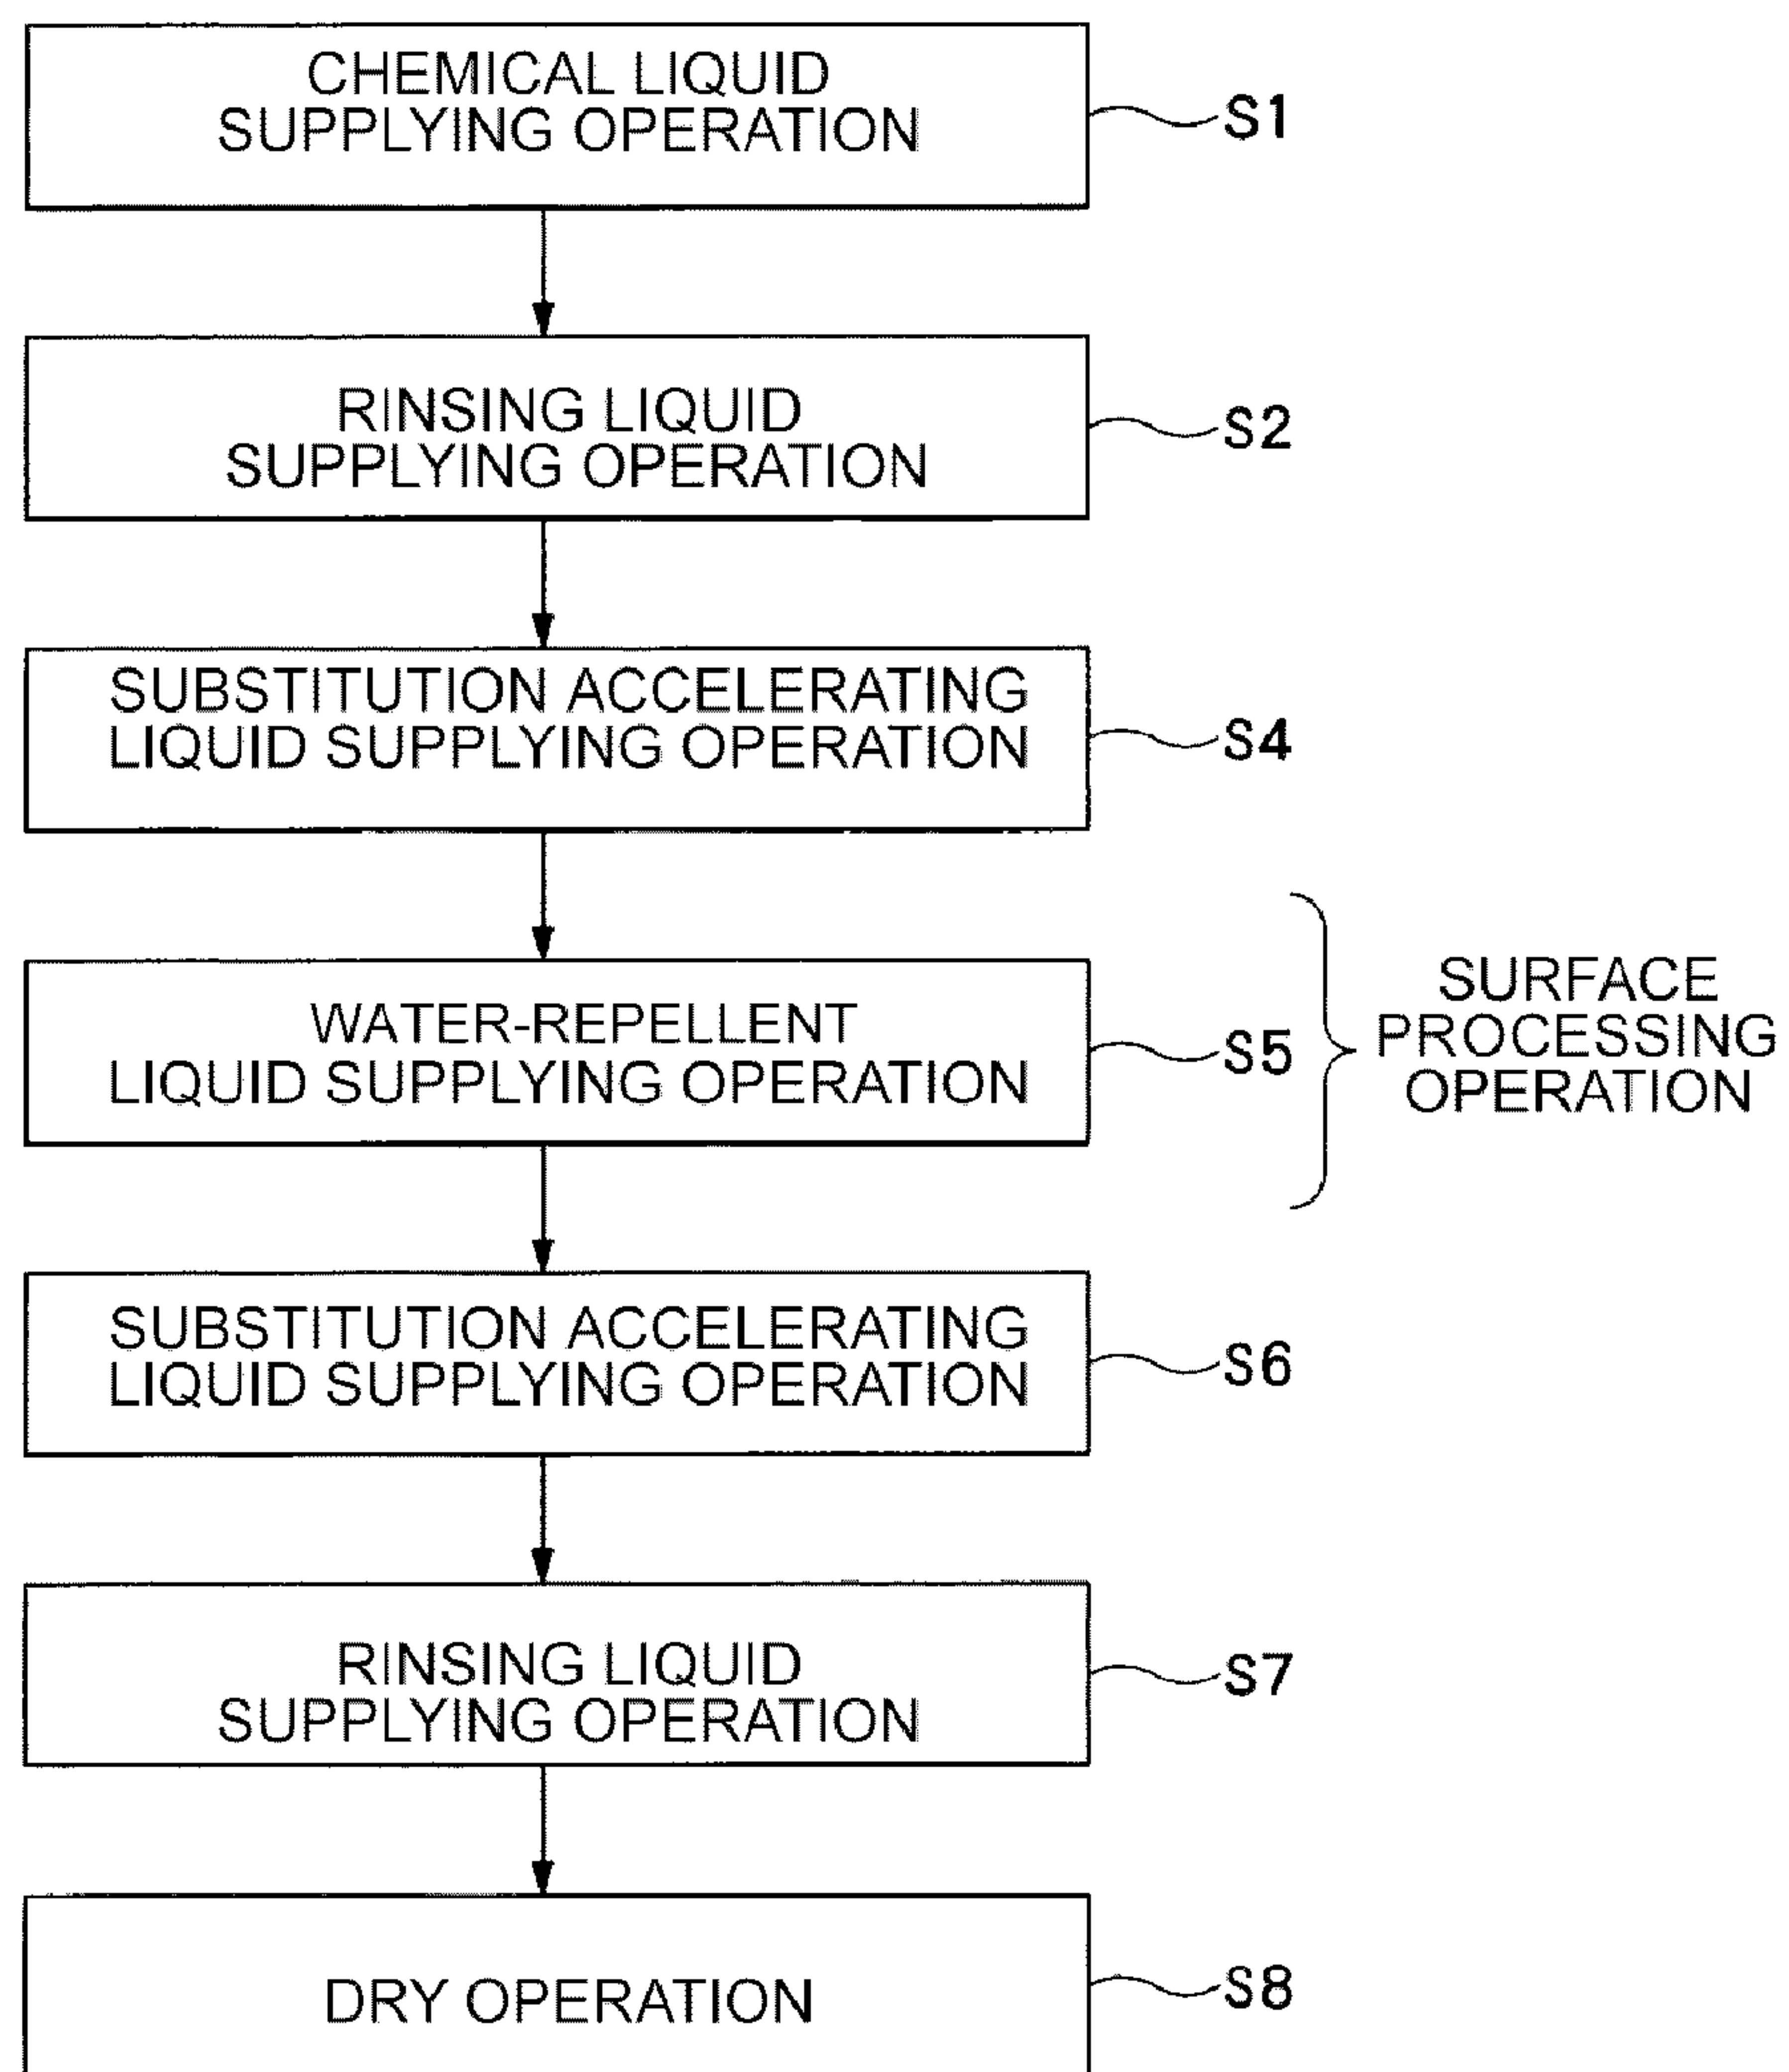 CHEMICAL LIQUID
SUPPLYING OPERATION
S1
RINSING LIQUID
SUPPLYING OPERATION
S2
SUBSTITUTION ACCELERATING
LIQUID SUPPLYING OPERATION
S4
WATER-REPELLENT
LIQUID SUPPLYING OPERATION
S5
SURFACE
PROCESSING
OPERATION
SUBSTITUTION ACCELERATING
LIQUID SUPPLYING OPERATION
S6
RINSING LIQUID
SUPPLYING OPERATION
S7
DRY OPERATION
S8